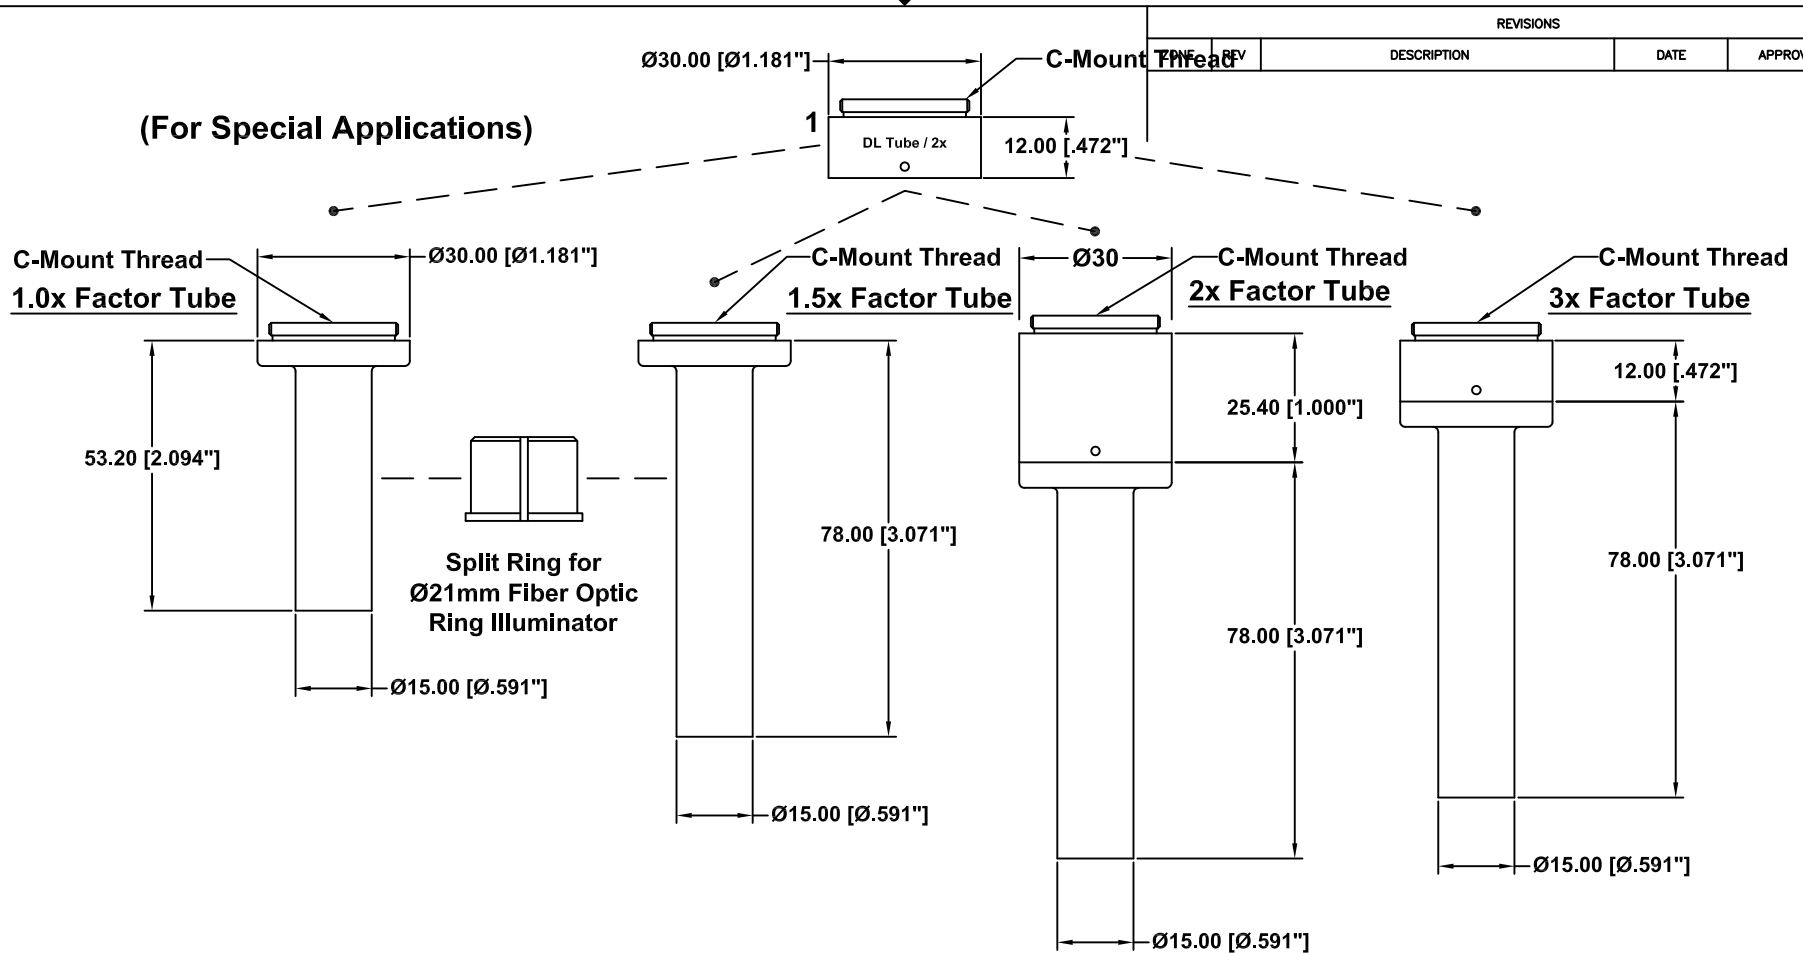 REVISIONS
ZONE REV DESCRIPTION DATE
Ø30.00 [Ø1.181"]
C-Mount Thread
(For Special Applications)
1
DL Tube / 2x
12.00 [.472"]
C-Mount Thread
1.0x Factor Tube
Ø30.00 [Ø1.181"]
C-Mount Thread
1.5x Factor Tube
Ø30
C-Mount Thread
2x Factor Tube
C-Mount Thread
3x Factor Tube
12.00 [.472"]
25.40 [1.000"]
53.20 [2.094"]
78.00 [3.071"]
78.00 [3.071"]
Split Ring for
Ø21mm Fiber Optic
Ring Illuminator
78.00 [3.071"]
Ø15.00 [Ø.591"]
Ø15.00 [Ø.591"]
Ø15.00 [Ø.591"]
Ø15.00 [Ø.591"]